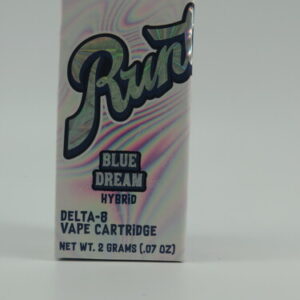 Runt
BLUE
DREAM
HYBRiD
DELTA-8
VAPE CARTRiDGE
NET WT. 2 GRAMS (.07 OZ)